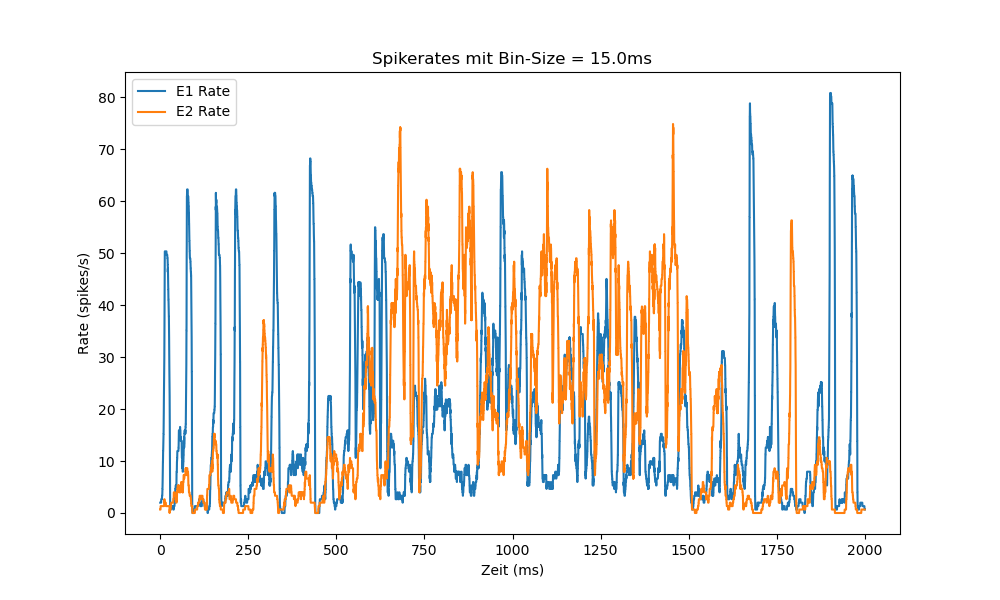 Spikerates mit Bin-Size = 15.0ms
E1 Rate
E2 Rate
Rate (spikes/s)
80
70
60
50
40
30
20
10
0
0 250 500 750 1000 1250 1500 1750 2000
Zeit (ms)